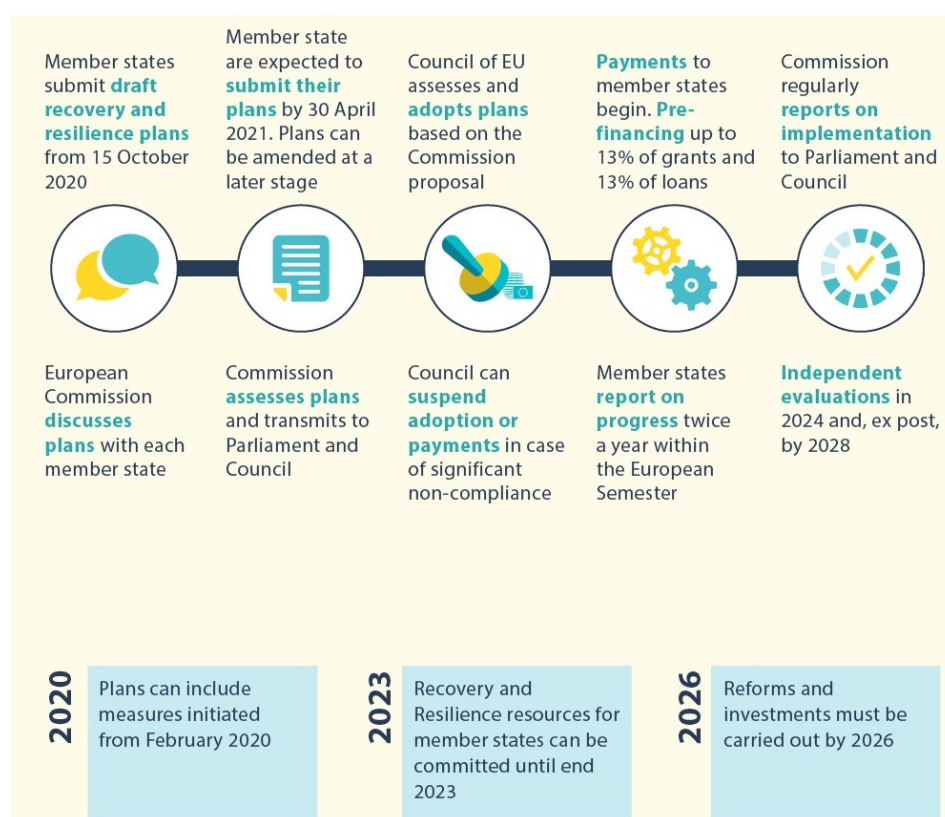 Member states
submit draft
recovery and
resilience plans
from 15 October
2020
Member state
are expected to
submit their
plans by 30 April
2021. Plans can
be amended at a
later stage
Council of EU
assesses and
adopts plans
based on the
Commission
proposal
Payments to
member states
begin. Pre-
financing up to
13% of grants and
13% of loans
Commission
regularly
reports on
implementation
to Parliament and
Council
European
Commission
discusses
plans with each
member state
Commission
assesses plans
and transmits to
Parliament and
Council
Council can
suspend
adoption or
payments in case
of significant
non-compliance
Member states
report on
progress twice
a year within
the European
Semester
Independent
evaluations in
2024 and, ex post,
by 2028
2020
Plans can include
measures initiated
from February 2020
2023
Recovery and
Resilience resources for
member states can be
committed until end
2023
2026
Reforms and
investments must be
carried out by 2026